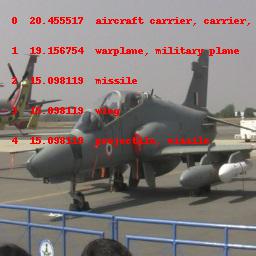 0 20.455517 aircraft carrier, carrier,
1 19.156754 warplane, military plane
2 15.098119 missile
15.098119 wing
4 15.098119 projectile, missile